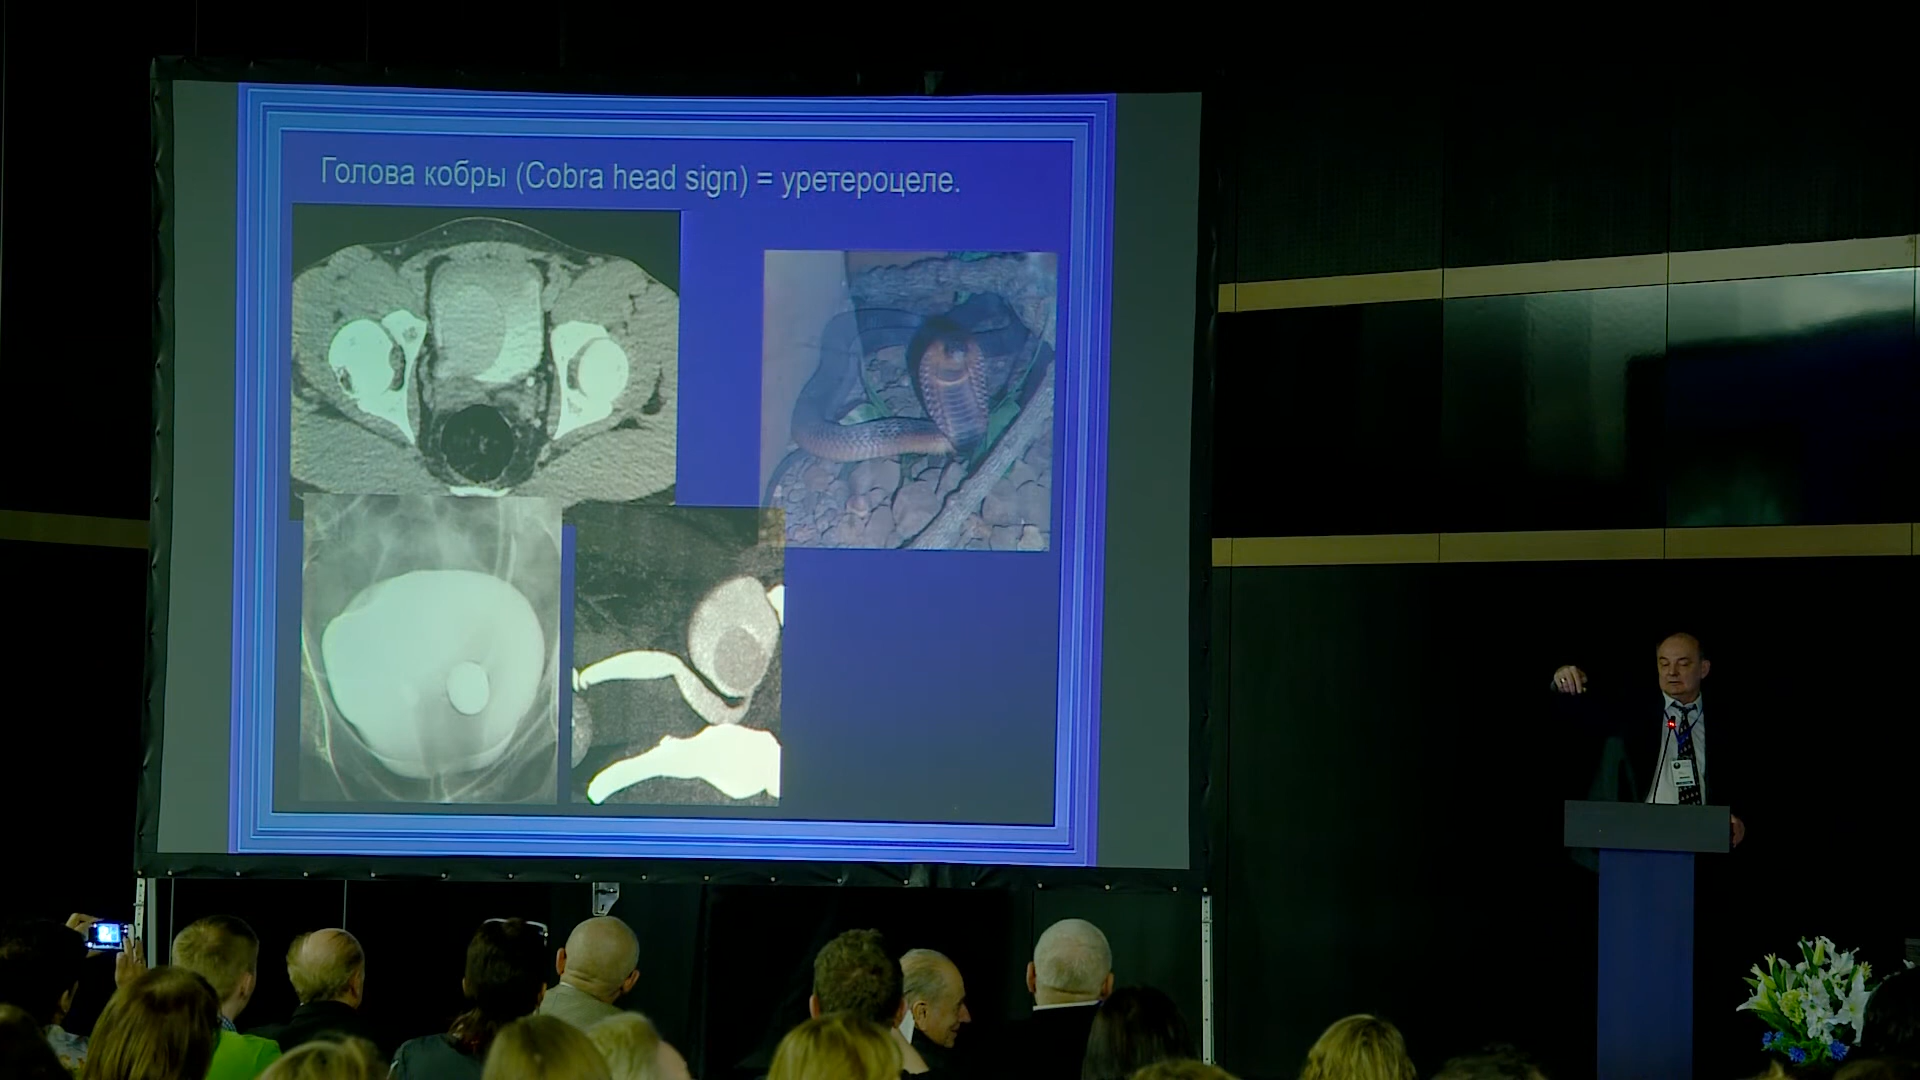 Голова кобры (Cobra head sign) = уретероцеле.